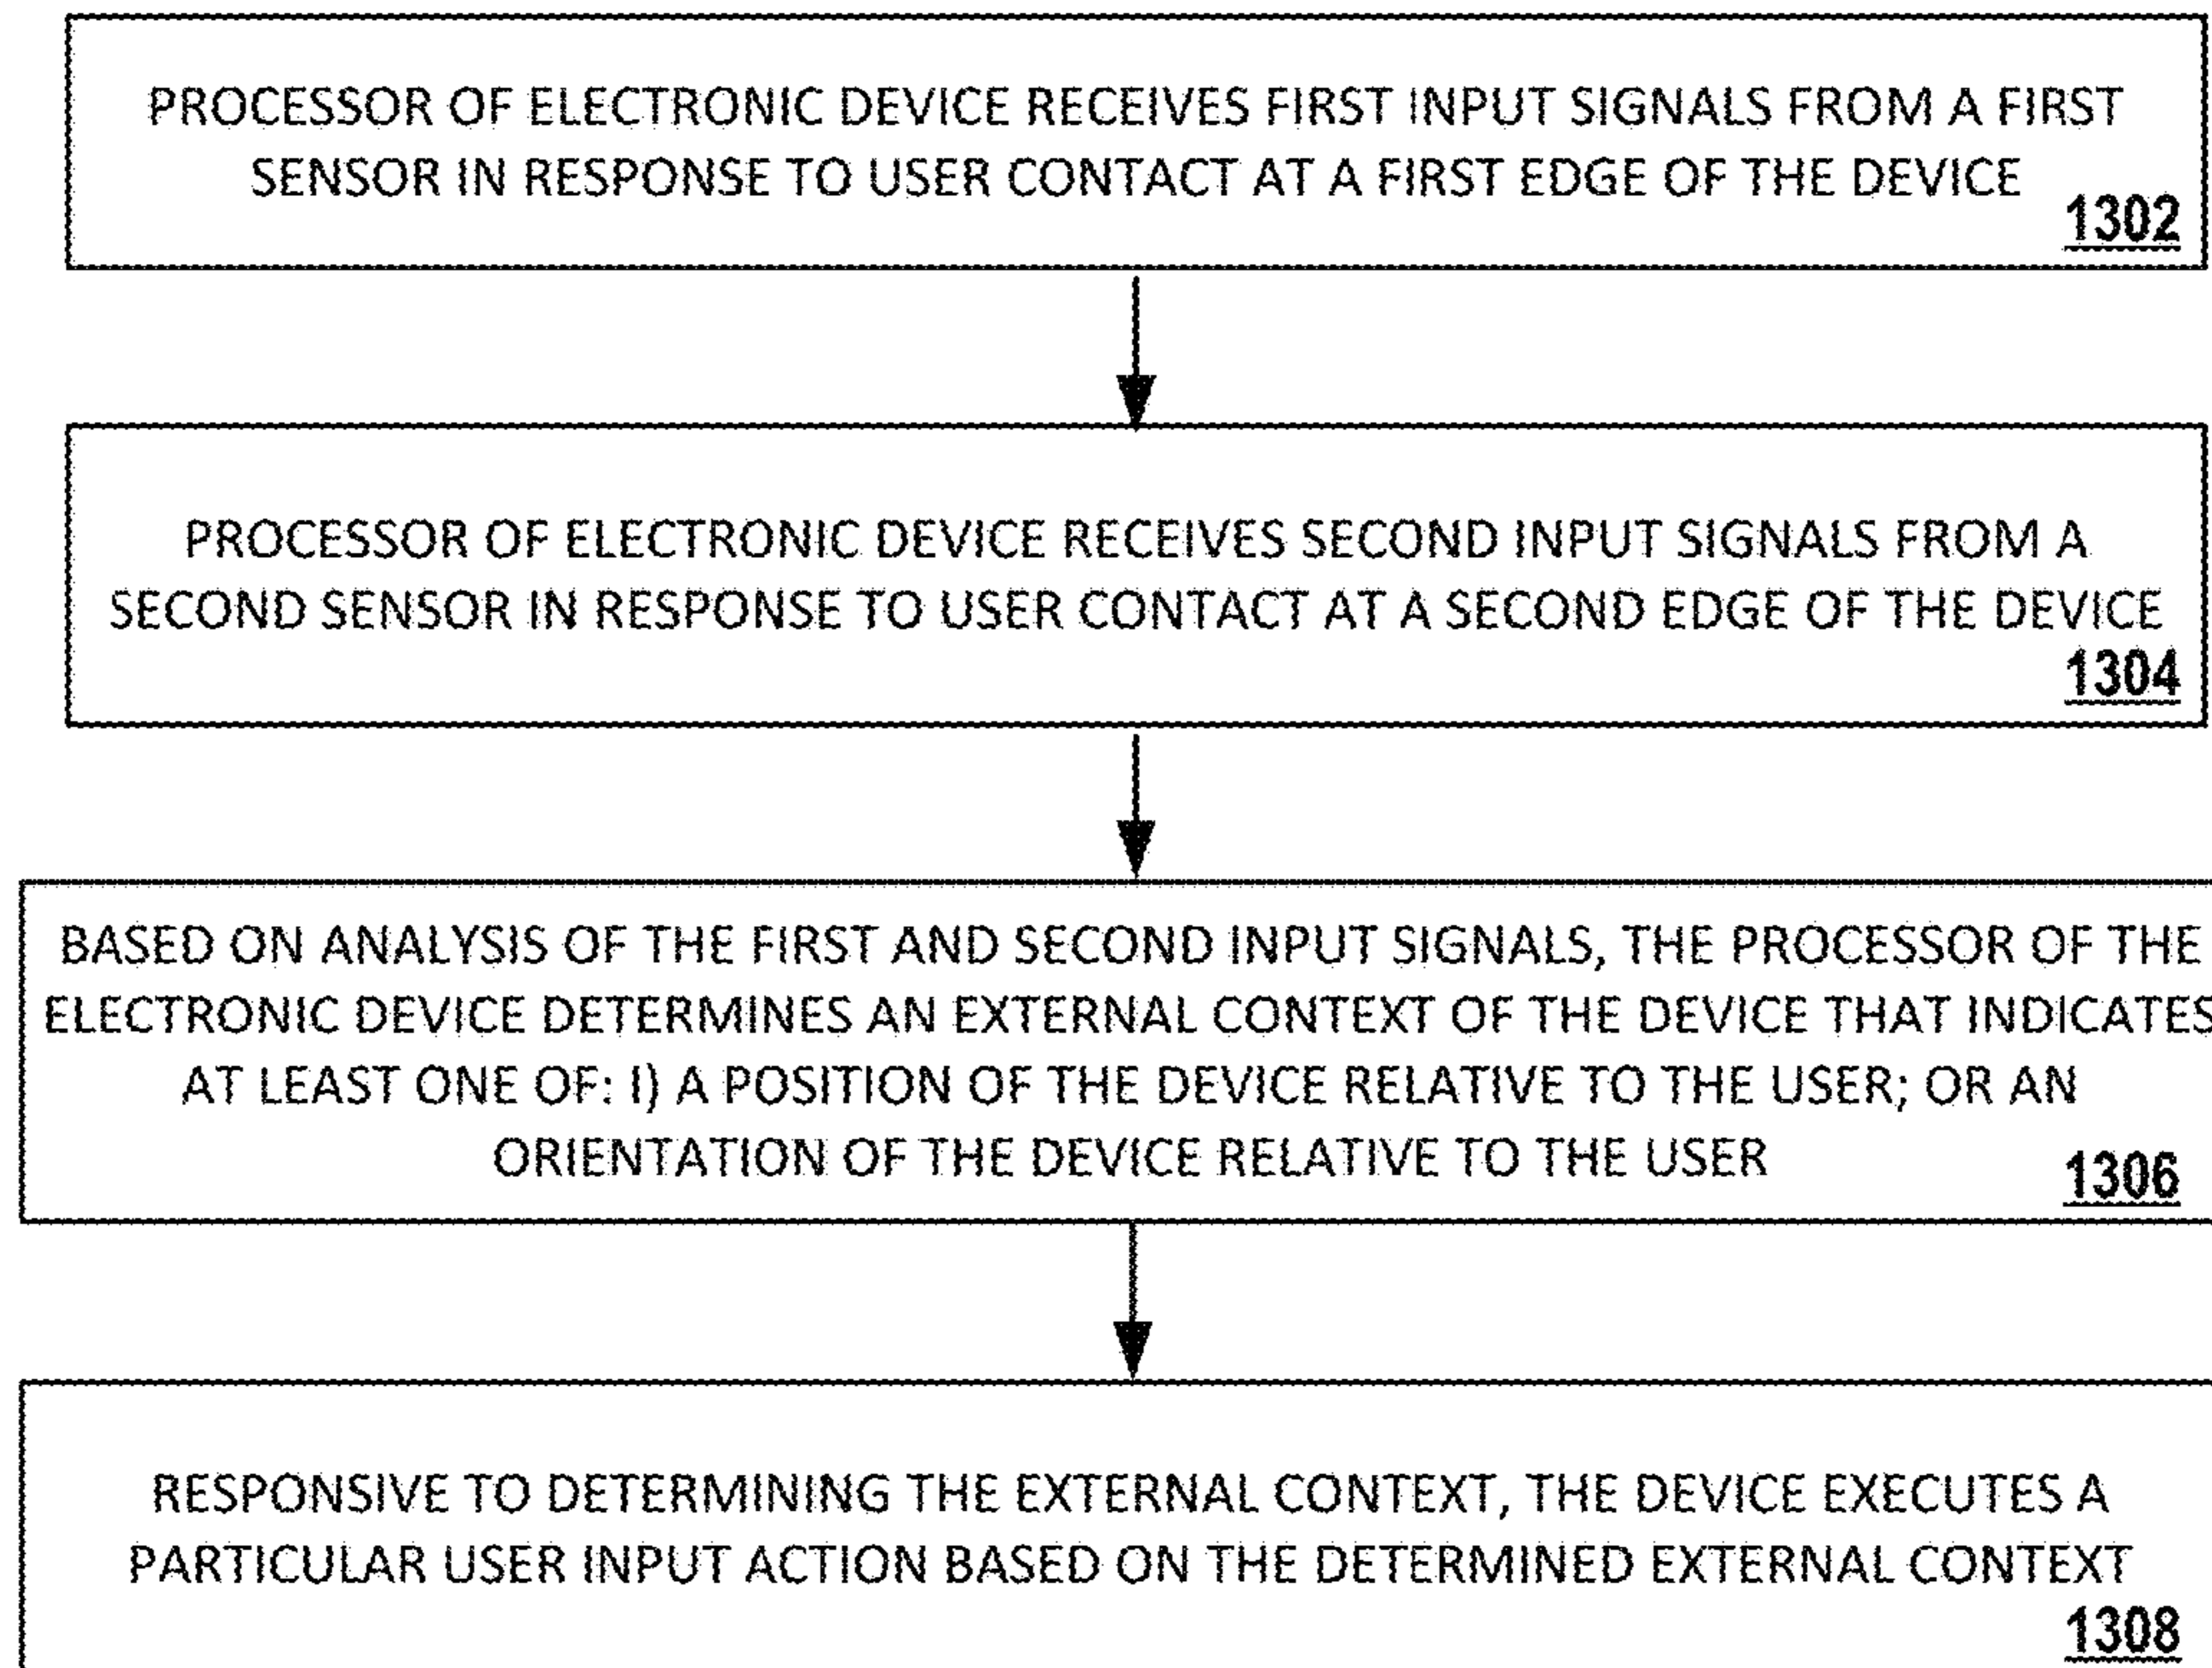 PROCESSOR OF ELECTRONIC DEVICE RECEIVES FIRST INPUT SIGNALS FROM A FIRST
SENSOR IN RESPONSE TO USER CONTACT AT A FIRST EDGE OF THE DEVICE
1302
PROCESSOR OF ELECTRONIC DEVICE RECEIVES SECOND INPUT SIGNALS FROM A
SECOND SENSOR IN RESPONSE TO USER CONTACT AT A SECOND EDGE OF THE DEVICE
1304
BASED ON ANALYSIS OF THE FIRST AND SECOND INPUT SIGNALS, THE PROCESSOR OF THE
ELECTRONIC DEVICE DETERMINES AN EXTERNAL CONTEXT OF THE DEVICE THAT INDICATES
AT LEAST ONE OF: I) A POSITION OF THE DEVICE RELATIVE TO THE USER; OR AN
ORIENTATION OF THE DEVICE RELATIVE TO THE USER
1306
RESPONSIVE TO DETERMINING THE EXTERNAL CONTEXT, THE DEVICE EXECUTES A
PARTICULAR USER INPUT ACTION BASED ON THE DETERMINED EXTERNAL CONTEXT
1308